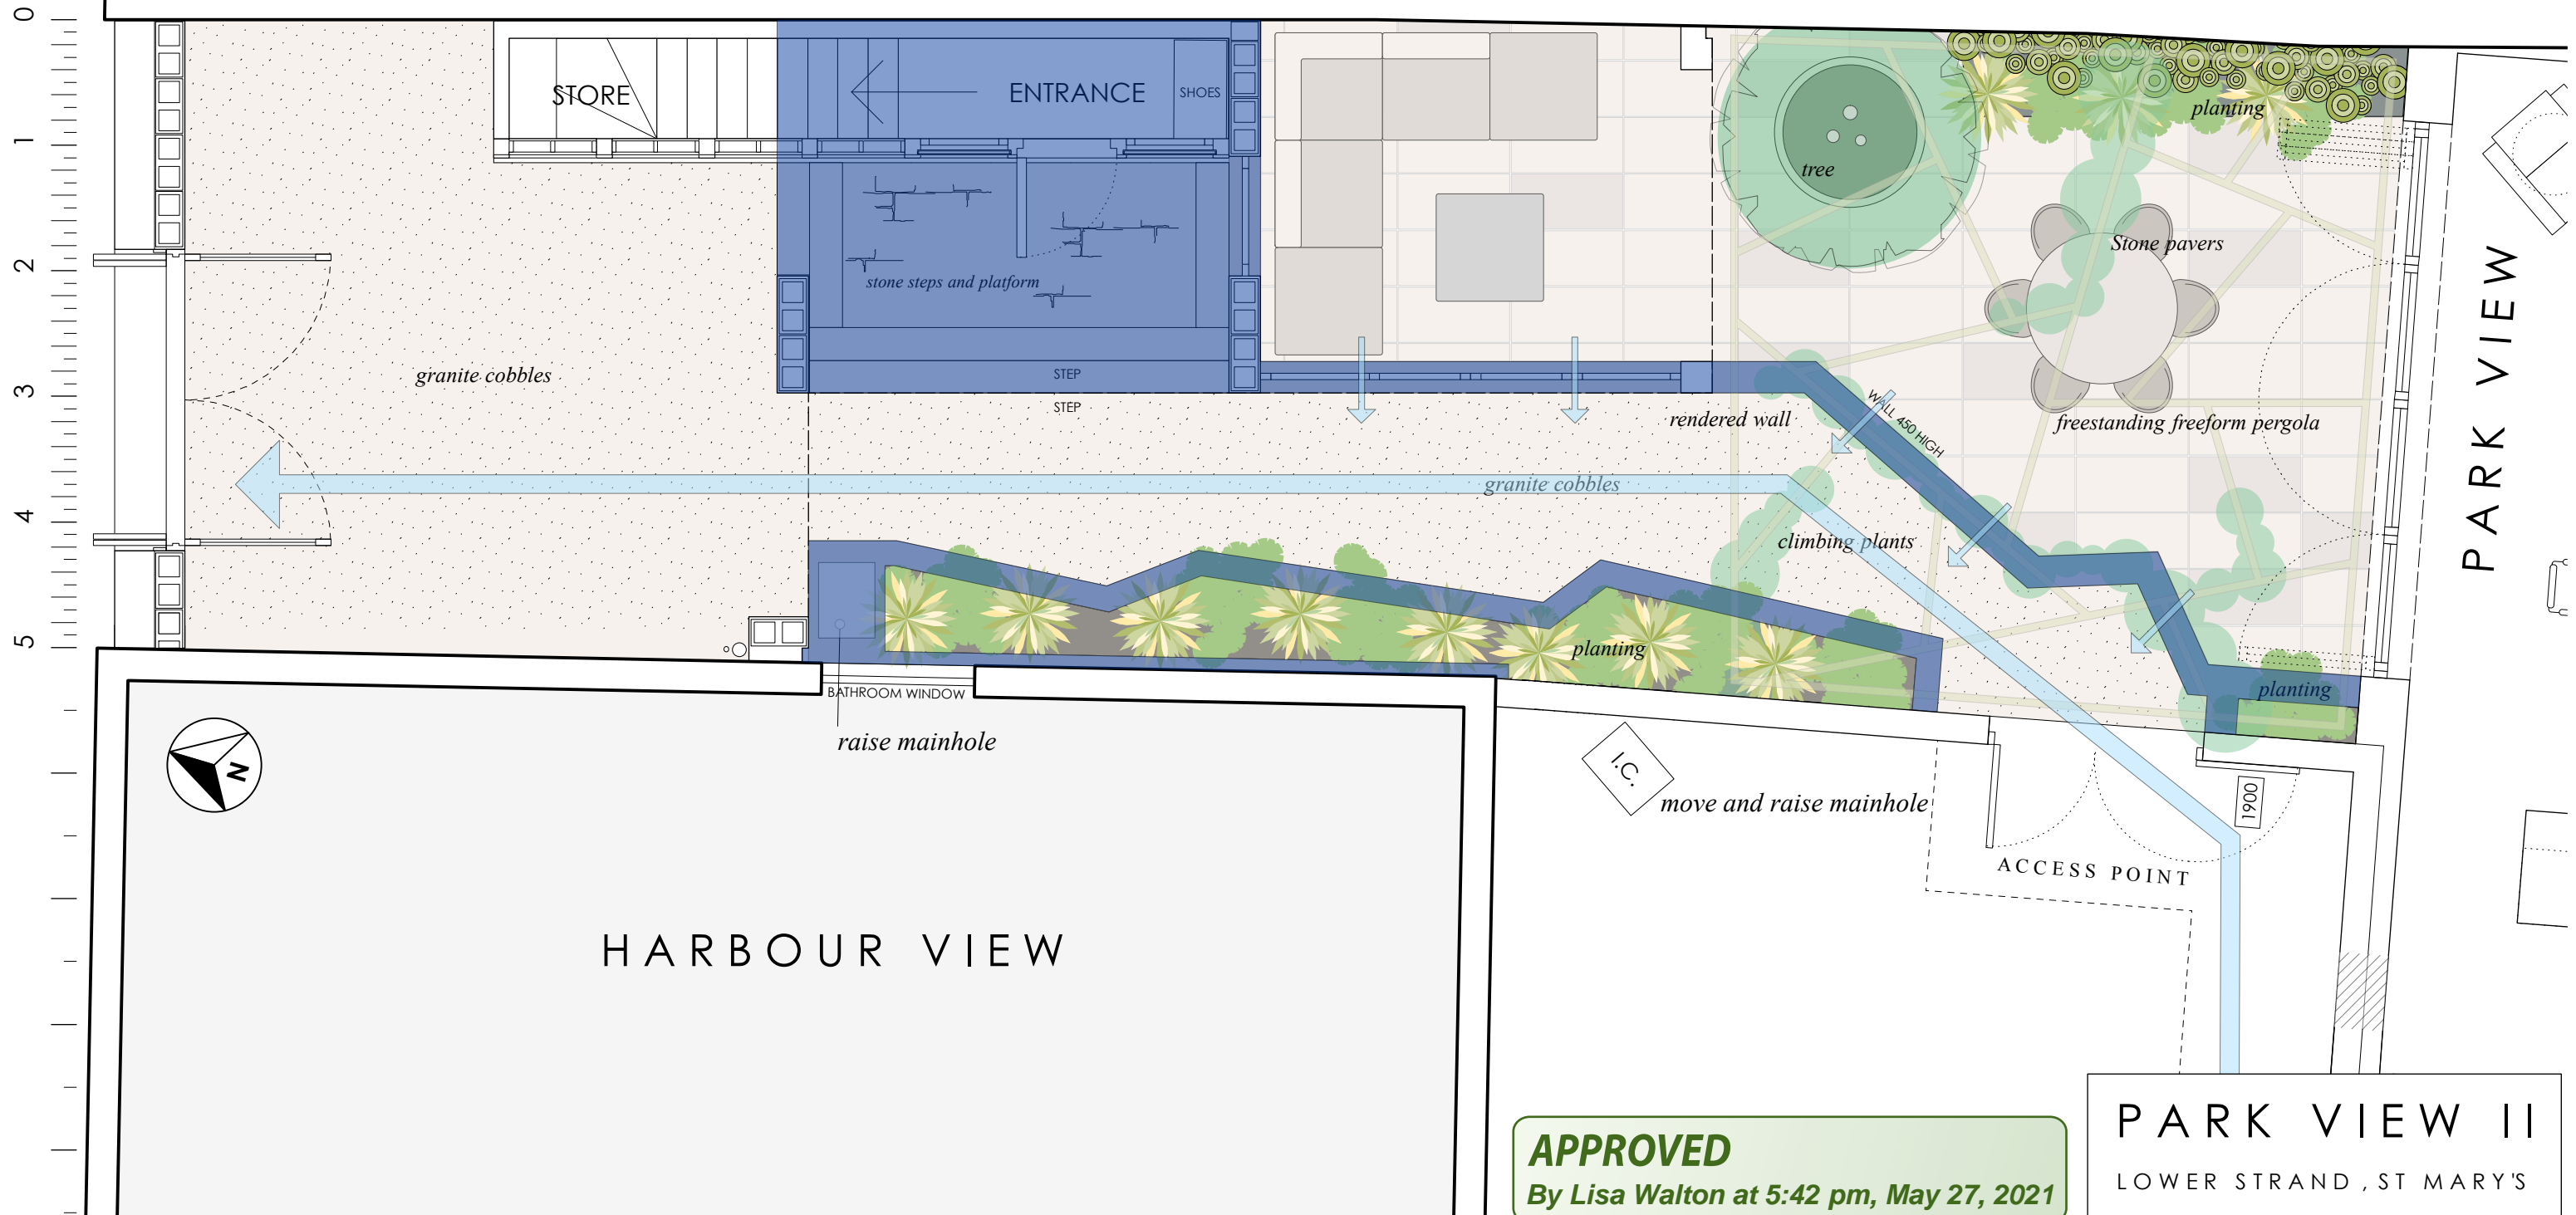 0
1
2
3
4
5
STORE
ENTRANCE
SHOES
stone steps and platform
STEP
STEP
granite cobbles
tree
planting
Stone pavers
PARK VIEW
WALL 450 HIGH
rendered wall
freestanding freeform pergola
granite cobbles
climbing plants
planting
planting
BATHROOM WINDOW
raise mainhole
N
I.C.
move and raise mainhole
1900
ACCESS POINT
HARBOUR VIEW
APPROVED
By Lisa Walton at 5:42 pm, May 27, 2021
PARK VIEW II
LOWER STRAND, ST MARY'S